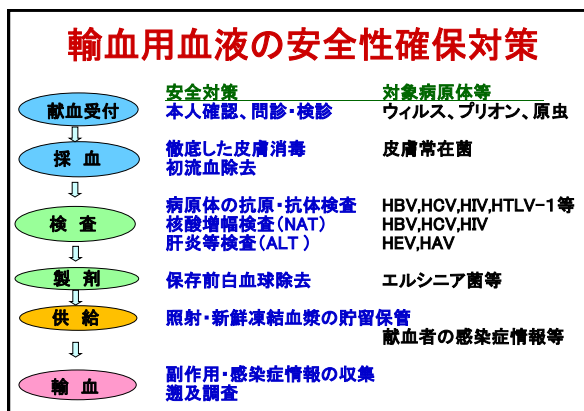 輸血用血液の安全性確保対策
安全対策 対象病原体等
献血受付 本人確認、問診・検診 ウィルス、プリオン、原虫
採 血 徹底した皮膚消毒 皮膚常在菌
初流血除去
病原体の抗原・抗体検査 HBV,HCV,HIV,HTLV-1等
検 査 核酸増幅検査(NAT) HBV,HCV,HIV
肝炎等検査(ALT ) HEV,HAV
製 剤 保存前白血球除去 エルシニア菌等
供 給 照射・新鮮凍結血漿の貯留保管
献血者の感染症情報等
副作用・感染症情報の収集
輸 血
遡及調査